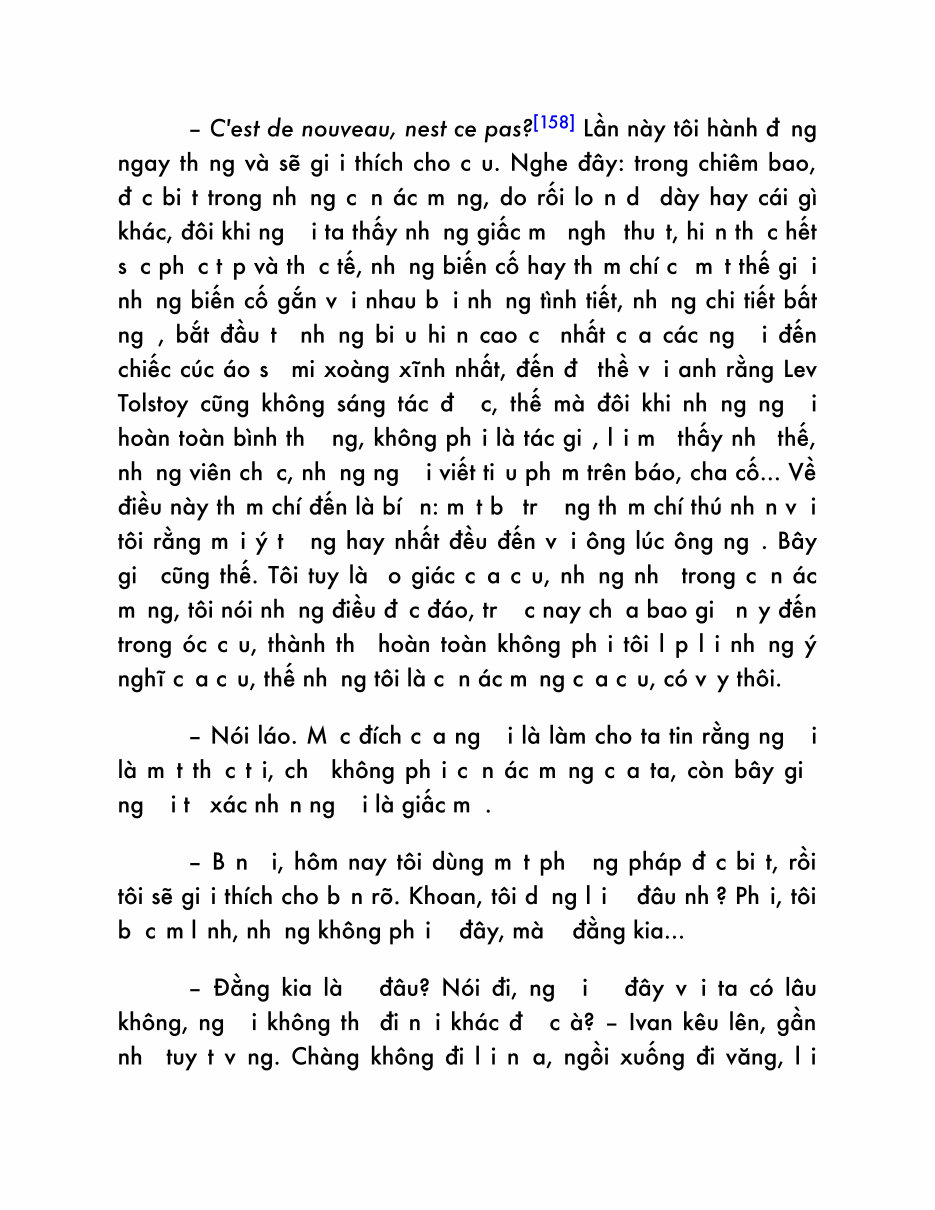 – C'est de nouveau, nest ce pas?[158] Lần này tôi hành đ ng
ngay th ng và sẽ gi i thích cho c u. Nghe đây: trong chiêm bao,
đ c bi t trong nh ng c n ác m ng, do rối lo n d dày hay cái gì
khác, đôi khi ng i ta thấy nh ng giấc m ngh thu t, hi n th c hết
s c ph c t p và th c tế, nh ng biến cố hay th m chí c m t thế gi i
nh ng biến cố gắn v i nhau b i nh ng tình tiết, nh ng chi tiết bất
ng , bắt đầu t nh ng bi u hi n cao c nhất c a các ng i đến
chiếc cúc áo s mi xoàng xĩnh nhất, đến đ thề v i anh rằng Lev
Tolstoy cũng không sáng tác đ c, thế mà đôi khi nh ng ng i
hoàn toàn bình th ng, không ph i là tác gi , l i m thấy nh thế,
nh ng viên ch c, nh ng ng i viết ti u ph m trên báo, cha cố... Về
điều này th m chí đến là bí n: m t b tr ng th m chí thú nh n v i
tôi rằng m i ý t ng hay nhất đều đến v i ông lúc ông ng . Bây
gi cũng thế. Tôi tuy là o giác c a c u, nh ng nh trong c n ác
m ng, tôi nói nh ng điều đ c đáo, tr c nay ch a bao gi n y đến
trong óc c u, thành th hoàn toàn không ph i tôi l p l i nh ng ý
nghĩ c a c u, thế nh ng tôi là c n ác m ng c a c u, có v y thôi.
– Nói láo. M c đích c a ng i là làm cho ta tin rằng ng i
là m t th c t i, ch không ph i c n ác m ng c a ta, còn bây gi
ng i t xác nh n ng i là giấc m .
– B n i, hôm nay tôi dùng m t ph ng pháp đ c bi t, rồi
tôi sẽ gi i thích cho b n rõ. Khoan, tôi d ng l i đâu nh ? Ph i, tôi
b c m l nh, nh ng không ph i đây, mà đằng kia...
– Đằng kia là đâu? Nói đi, ng i đây v i ta có lâu
không, ng i không th đi n i khác đ c à? – Ivan kêu lên, gần
nh tuy t v ng. Chàng không đi l i n a, ngồi xuống đi văng, l i